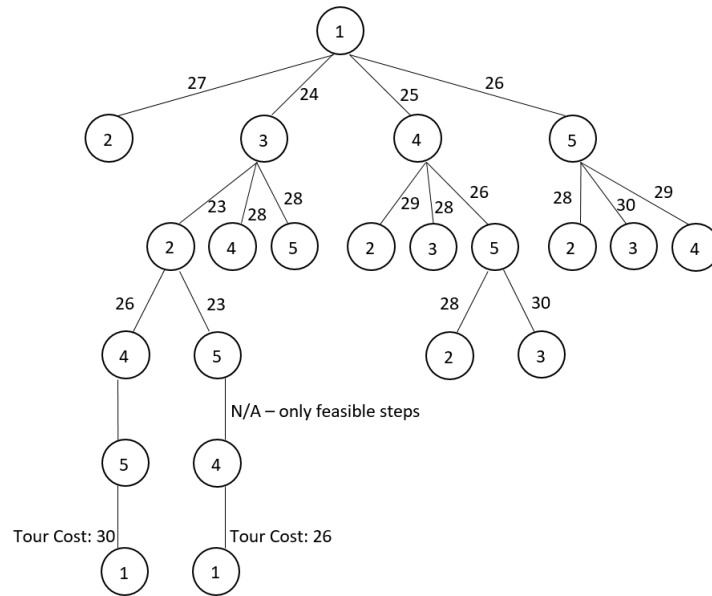 1
27 24 25 26
2 3 4 5
23 28 28 29 28 26 28 30 29
2 4 5 2 3 5 2 3 4
26 23 28 30
4 5 2 3
N/A – only feasible steps
5 4
Tour Cost: 30 Tour Cost: 26
1 1